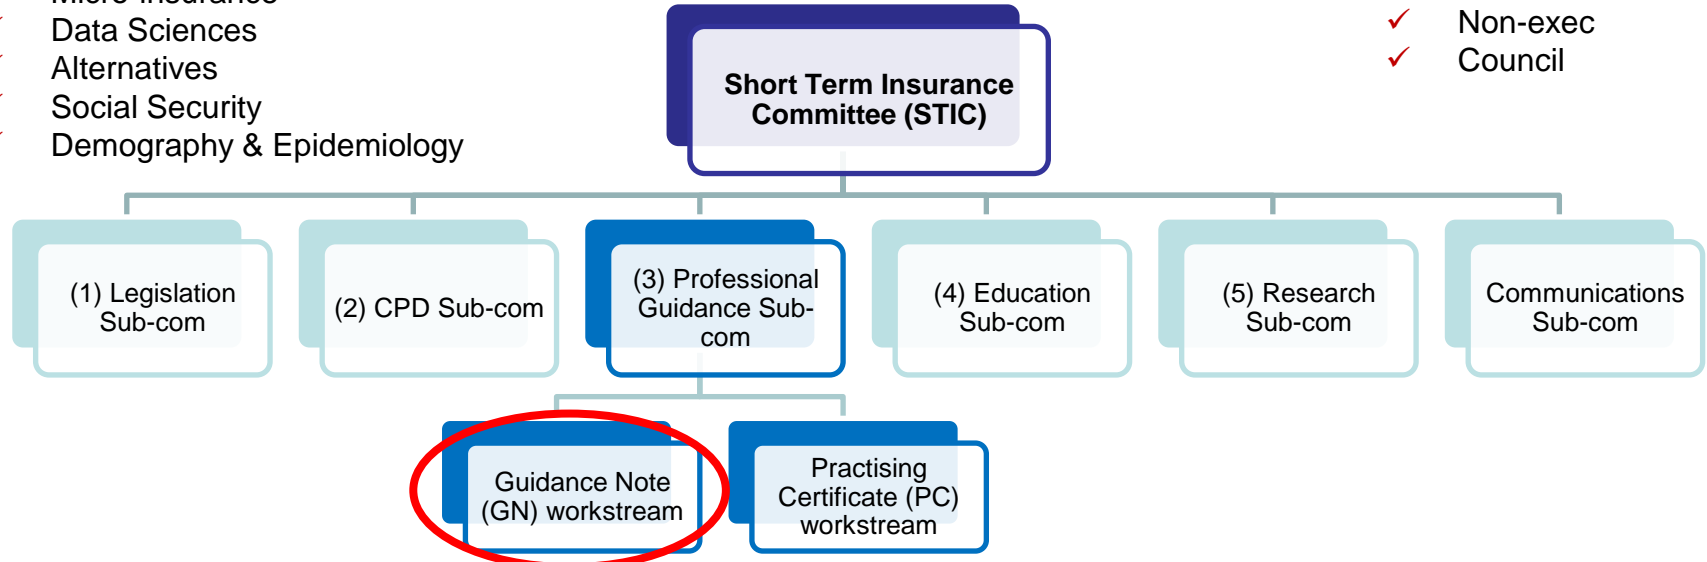 Micro-insurance
Data Sciences
Alternatives
Social Security
Demography & Epidemiology
Non-exec
Council
Short Term Insurance
Committee (STIC)
(1) Legislation
Sub-com
(2) CPD Sub-com
(3) Professional
Guidance Sub-
com
(4) Education
Sub-com
(5) Research
Sub-com
Communications
Sub-com
Guidance Note
(GN) workstream
Practising
Certificate (PC)
workstream